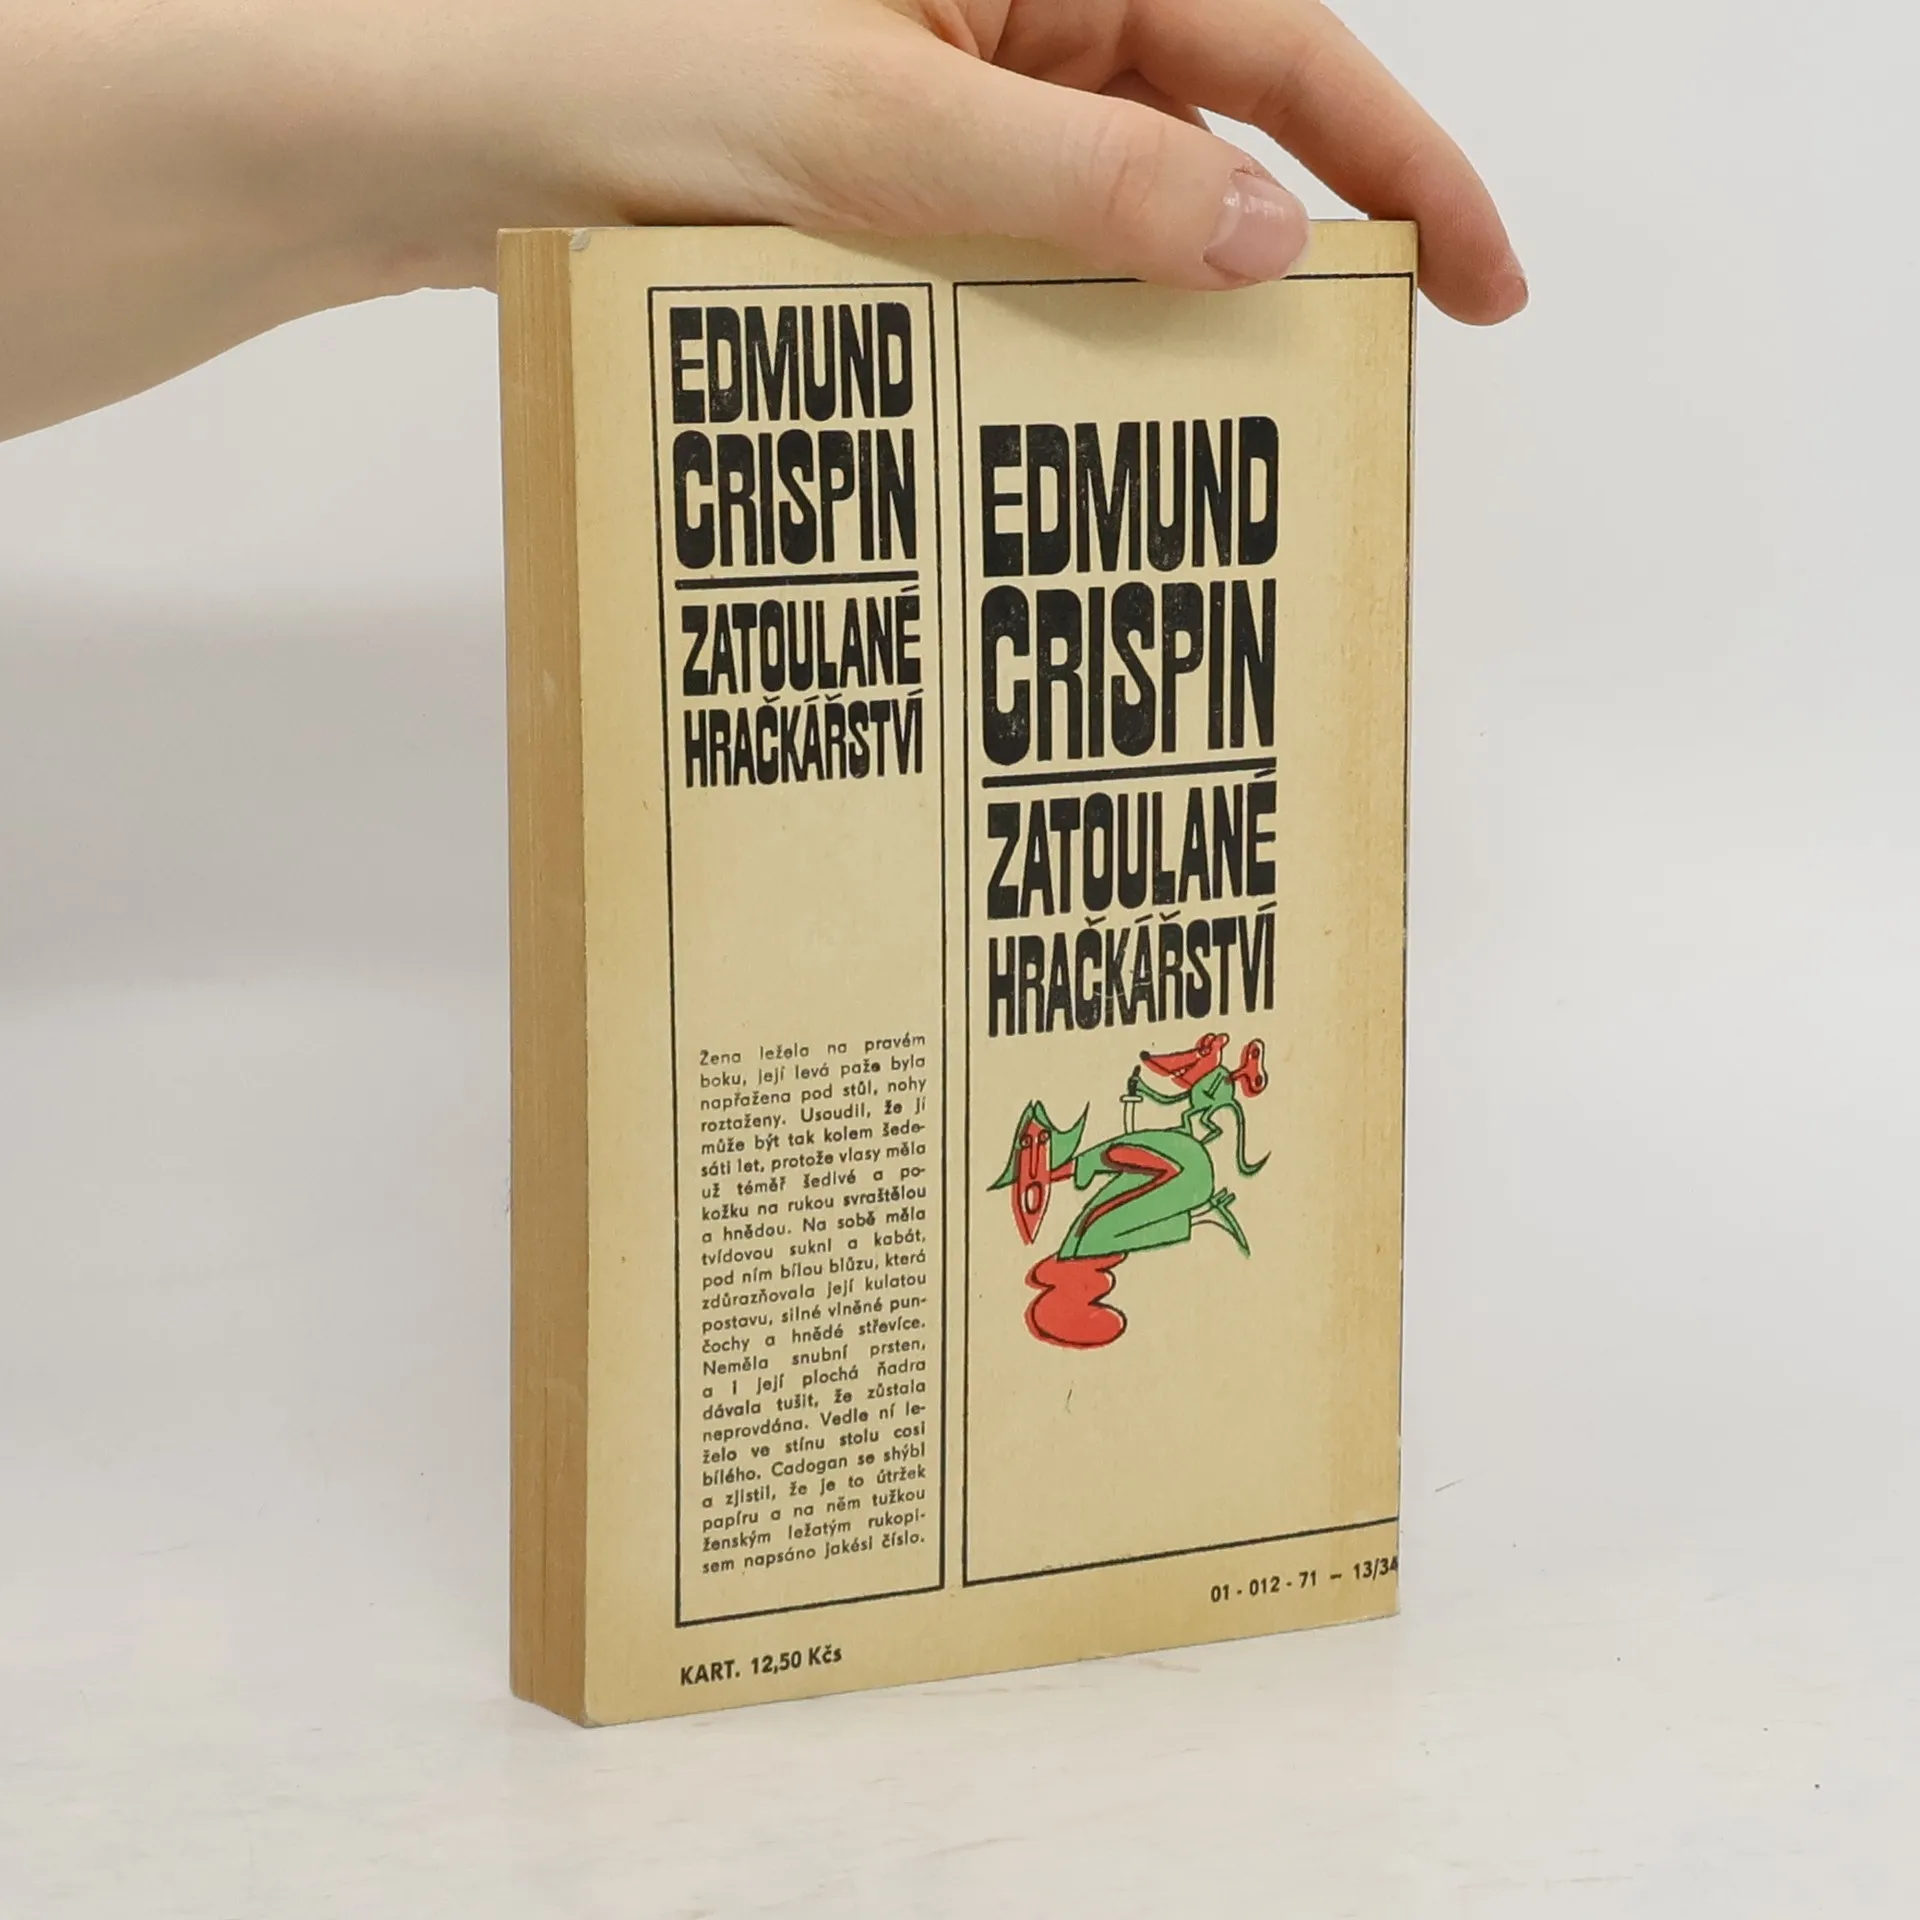 EDMUND
CRISPIN
ZATOULANÉ
HRAČKÁŘSTVÍ
Žena ležela na pravém
boku, její levá paže byla
napřažena pod stůl, nohy
roztaženy. Usoudil, že jí
může být tak kolem šede-
sáti let, protože vlasy měla
už téměř šedivé a po-
kožku na rukou svraštělou
a hnědou. Na sobě měla
tvídovou sukni a kabát,
pod ním bílou blůzu, která
zdůrazňovala její kulatou
postavu, silné vlněné pun-
čochy a hnědé střevíce.
Neměla snubní prsten,
a i její plochá ňadra
dávala tušit, že zůstala
neprovdána. Vedle ní le-
želo ve stínu stolu cosi
bílého. Cadogan se shýbl
a zjistil, že je to útržek
papíru a na něm tužkou
ženským ležatým rukopi-
sem napsáno jakési číslo.
KART. 12,50 Kčs
EDMUND
CRISPIN
ZATOULANÉ
HRAČKÁŘSTVÍ
01 - 012 - 71 — 13/34